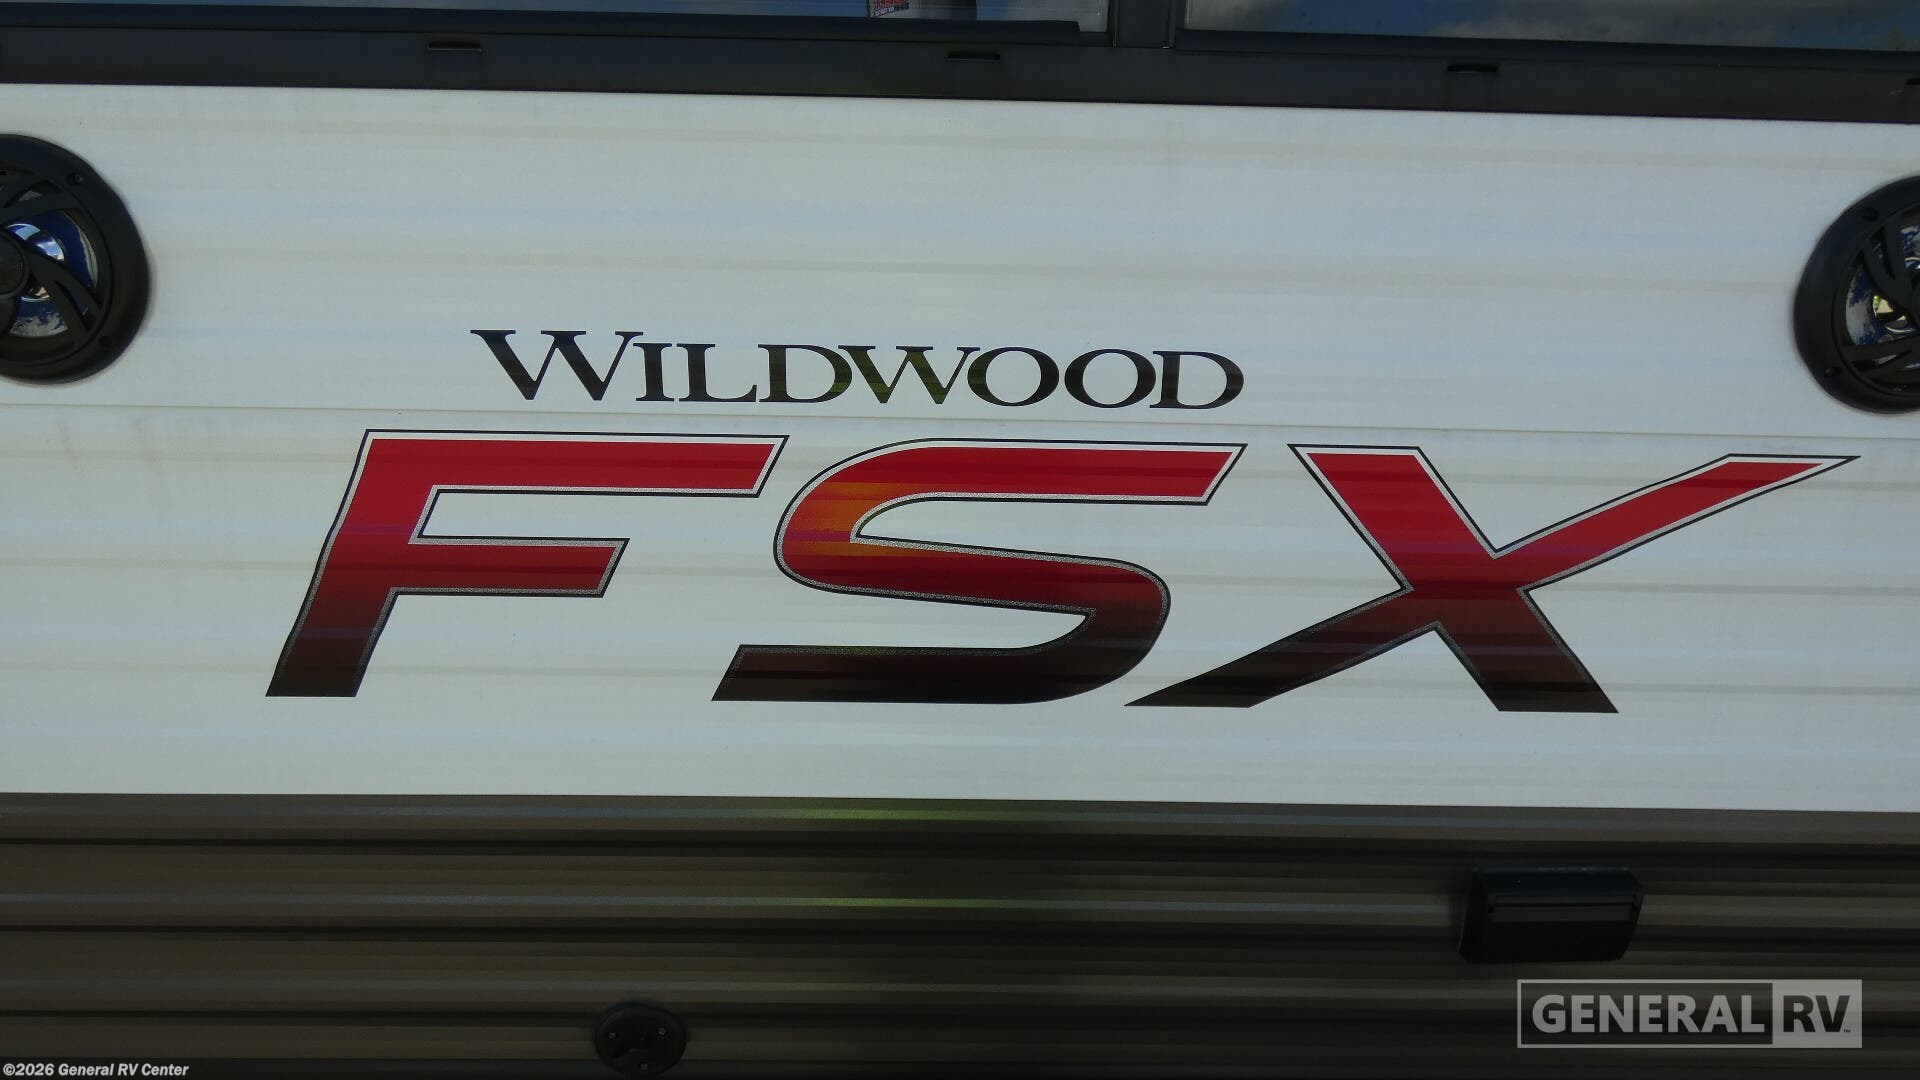 WILDWOOD
FSX
GENERAL RV
©2026 General RV Center